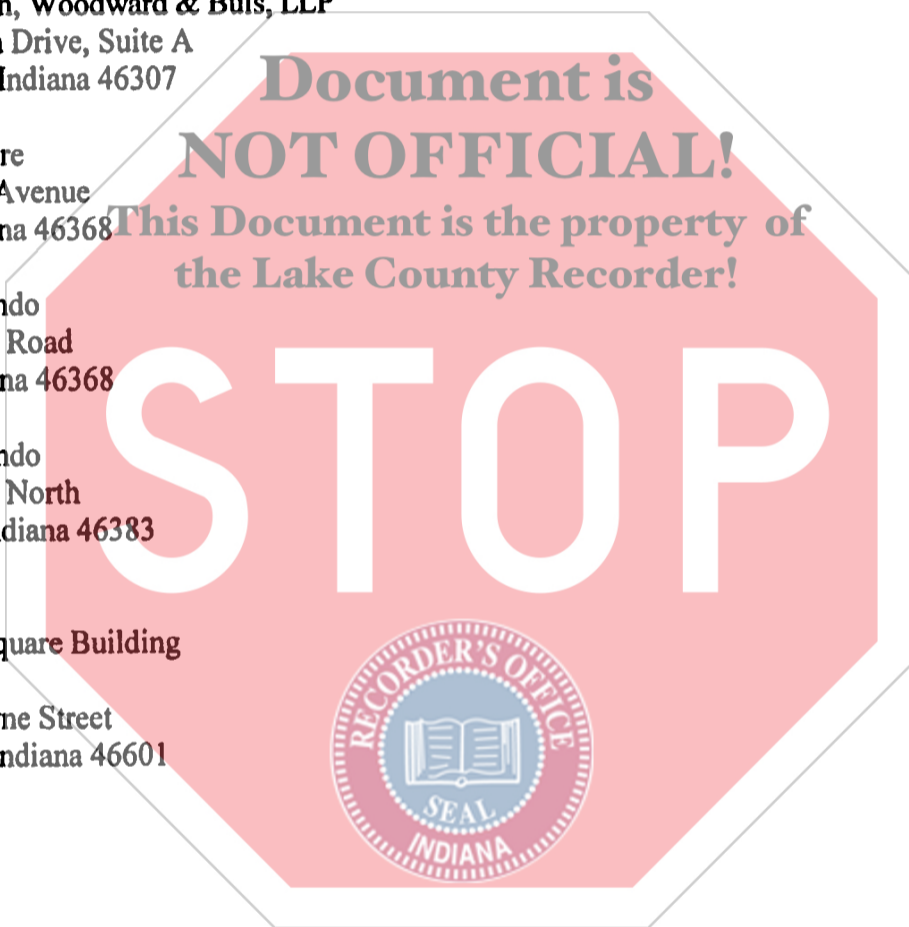 Woodward & Buls, LLP
Drive, Suite A
Indiana 46307
Document is
NOT OFFICIAL!
This Document is the property of
the Lake County Recorder!
re
Avenue
na 46368
ndo
Road
na 46368
STOP
ndo
North
diana 46383
quare Building
ne Street
ndiana 46601
RECORDER'S OFFICE
SEAL
INDIANA